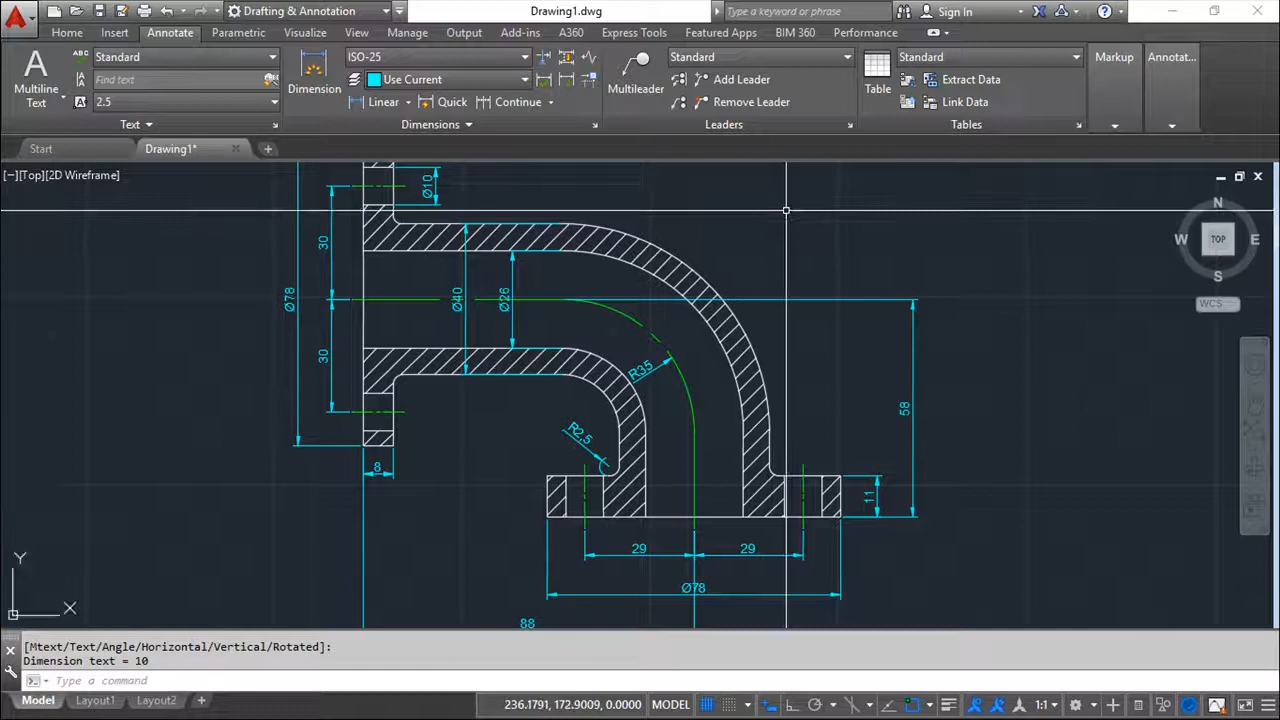 Drafting & Annotation
Drawing1.dwg
Type a keyword or phrase
Sign In
Home Insert Annotate Parametric Visualize View Manage Output A360 Express Tools Featured Apps BIM 360 Performance
Standard
ISO-25
Standard
Standard
Find text
Use Current
Add Leader
Extract Data
Multiline
Text
Dimension
Multileader
Table
Markup
Annotat...
2.5
Linear
Quick
Continue
Remove Leader
Link Data
Text
Dimensions
Leaders
Tables
Start
Drawing1*
[−][Top][2D Wireframe]
N
W
TOP
E
S
WCS
Ø10
30
Ø78
Ø40
Ø26
30
R35
58
R2,5
8
11
29
29
Ø78
88
Y
X
[Mtext/Text/Angle/Horizontal/Vertical/Rotated]:
Dimension text = 10
Type a command
Model Layout1 Layout2
236.1791, 172.9009, 0.0000
MODEL
1:1